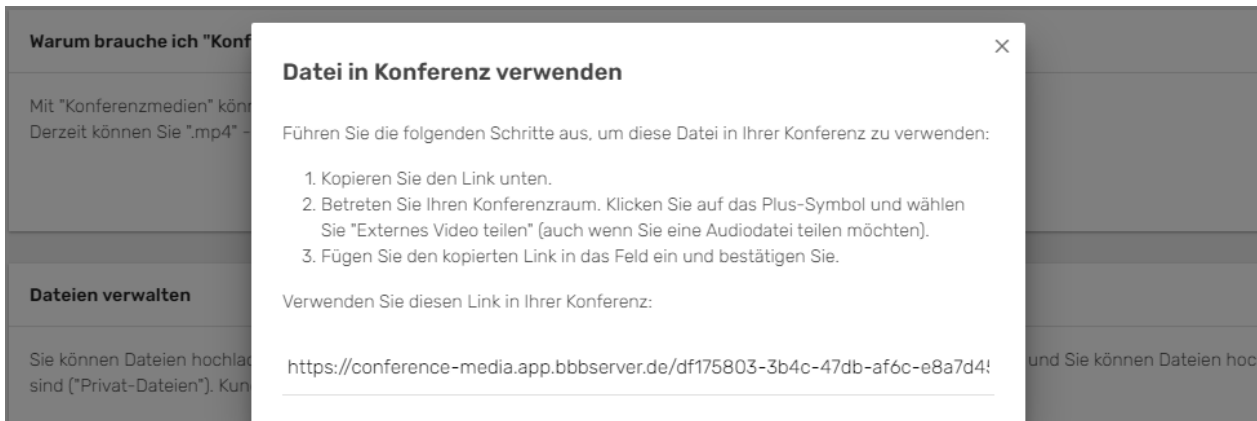 Warum brauche ich "Konf
Datei in Konferenz verwenden
Mit "Konferenzmedien"
Derzeit können Sie ".mp4" -
Führen Sie die folgenden Schritte aus, um diese Datei in Ihrer Konferenz zu verwenden:
1. Kopieren Sie den Link unten.
2. Betreten Sie Ihren Konferenzraum. Klicken Sie auf das Plus-Symbol und wählen
Sie "Externes Video teilen" (auch wenn Sie eine Audiodatei teilen möchten).
3. Fügen Sie den kopierten Link in das Feld ein und bestätigen Sie.
Dateien verwalten
Verwenden Sie diesen Link in Ihrer Konferenz:
Sie können Dateien hochlad
sind ("Privat-Dateien"). Kun
https://conference-media.app.bbbserver.de/df175803-3b4c-47db-af6c-e8a7d45
und Sie können Dateien hoc